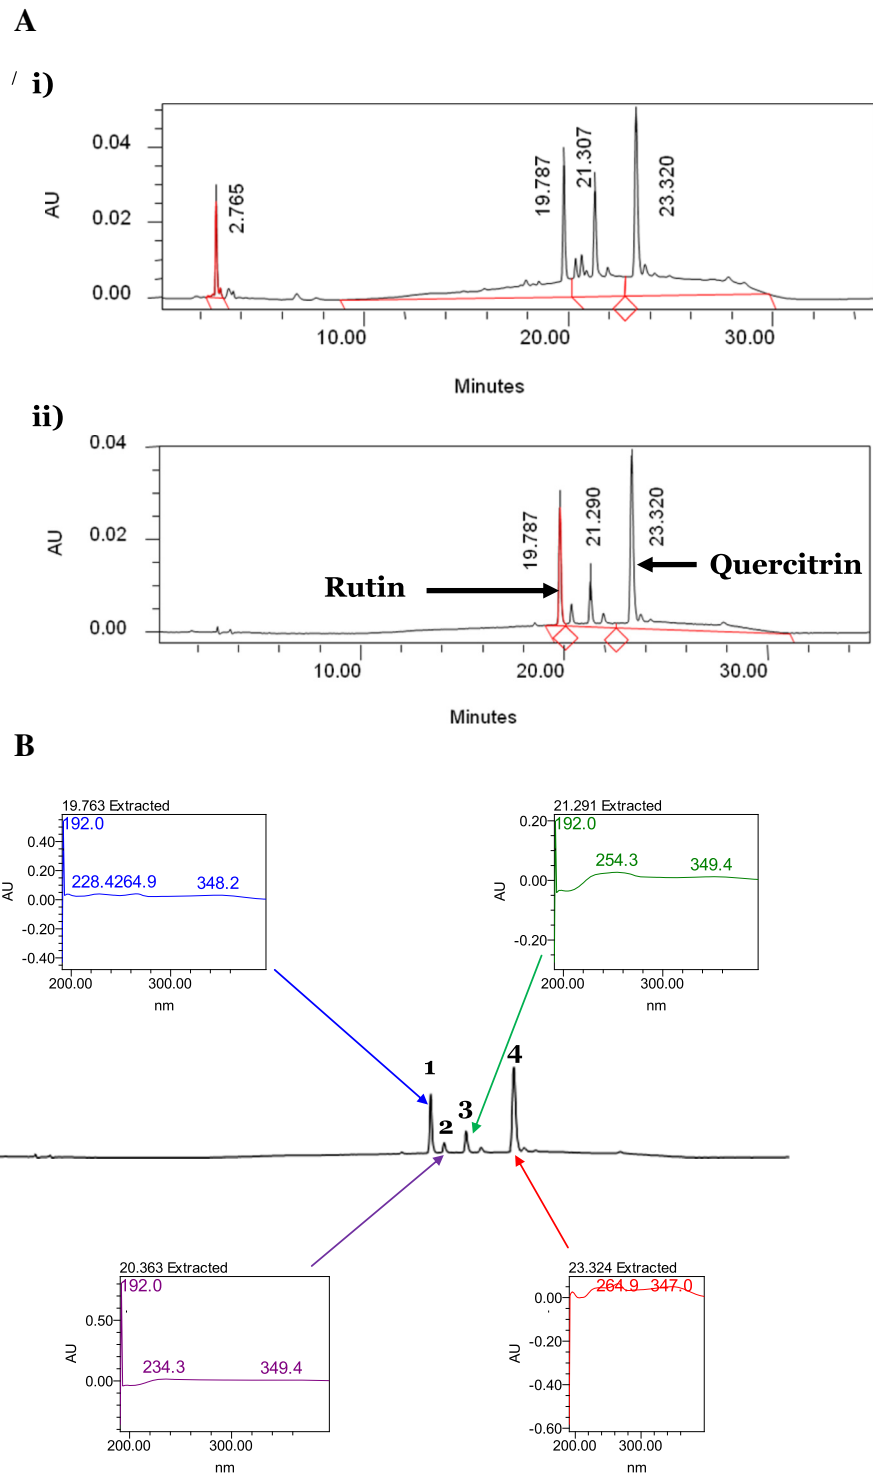 A
/ i)
0.04
0.02
0.00
AU
2.765
19.787
21.307
23.320
10.00 20.00 30.00
Minutes
ii)
0.04
0.02
0.00
AU
19.787
21.290
23.320
Rutin
Quercitrin
10.00 20.00 30.00
Minutes
B
19.763 Extracted
192.0
0.40
0.20
0.00
-0.20
-0.40
AU
228.4264.9 348.2
200.00 300.00
nm
21.291 Extracted
192.0
0.20
0.00
-0.20
AU
254.3 349.4
200.00 300.00
nm
1
2
3
4
20.363 Extracted
192.0
0.50
0.00
AU
234.3 349.4
200.00 300.00
nm
23.324 Extracted
264.9 347.0
0.00
-0.20
-0.40
-0.60
AU
200.00 300.00
nm